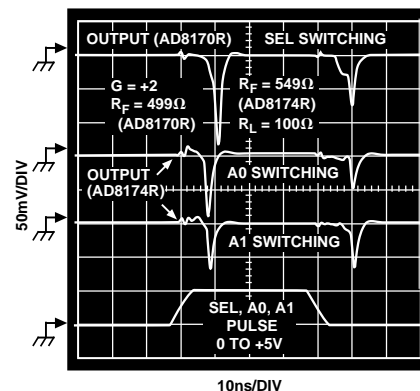 OUTPUT (AD8170R) SEL SWITCHING
G = +2
R_F = 499Ω
(AD8170R)
R_F = 549Ω
(AD8174R)
R_L = 100Ω
OUTPUT
(AD8174R)
A0 SWITCHING
A1 SWITCHING
SEL, A0, A1
PULSE
0 TO +5V
50mV/DIV
10ns/DIV